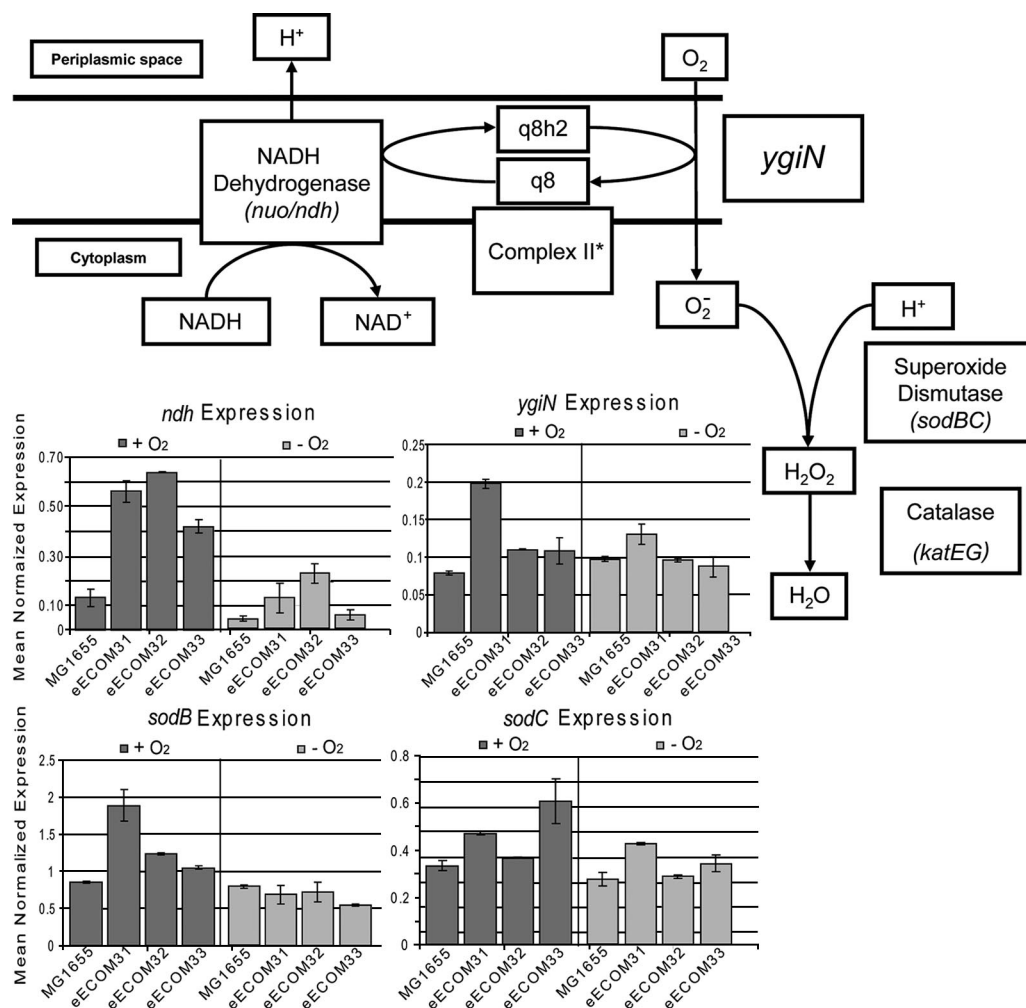 H⁺
Periplasmic space
O₂
NADH
Dehydrogenase
(nuo/ndh)
q8h2
q8
ygiN
Complex II*
Cytoplasm
NADH
NAD⁺
O₂⁻
H⁺
Superoxide
Dismutase
(sodBC)
H₂O₂
Catalase
(katEG)
H₂O
ndh Expression
+ O₂
- O₂
Mean Normalized Expression
0.70
0.50
0.30
0.10
0
MG1655
eECOM31
eECOM32
eECOM33
MG1655
eECOM31
eECOM32
eECOM33
ygiN Expression
+ O₂
- O₂
0.25
0.2
0.15
0.1
0.05
0
MG1655
eECOM31
eECOM32
eECOM33
MG1655
eECOM31
eECOM32
eECOM33
sodB Expression
+ O₂
- O₂
Mean Normalized Expression
2.5
2
1.5
1
0.5
0
MG1655
eECOM31
eECOM32
eECOM33
MG1655
eECOM31
eECOM32
eECOM33
sodC Expression
+ O₂
- O₂
0.8
0.6
0.4
0.2
0
MG1655
eECOM31
eECOM32
eECOM33
MG1655
eECOM31
eECOM32
eECOM33